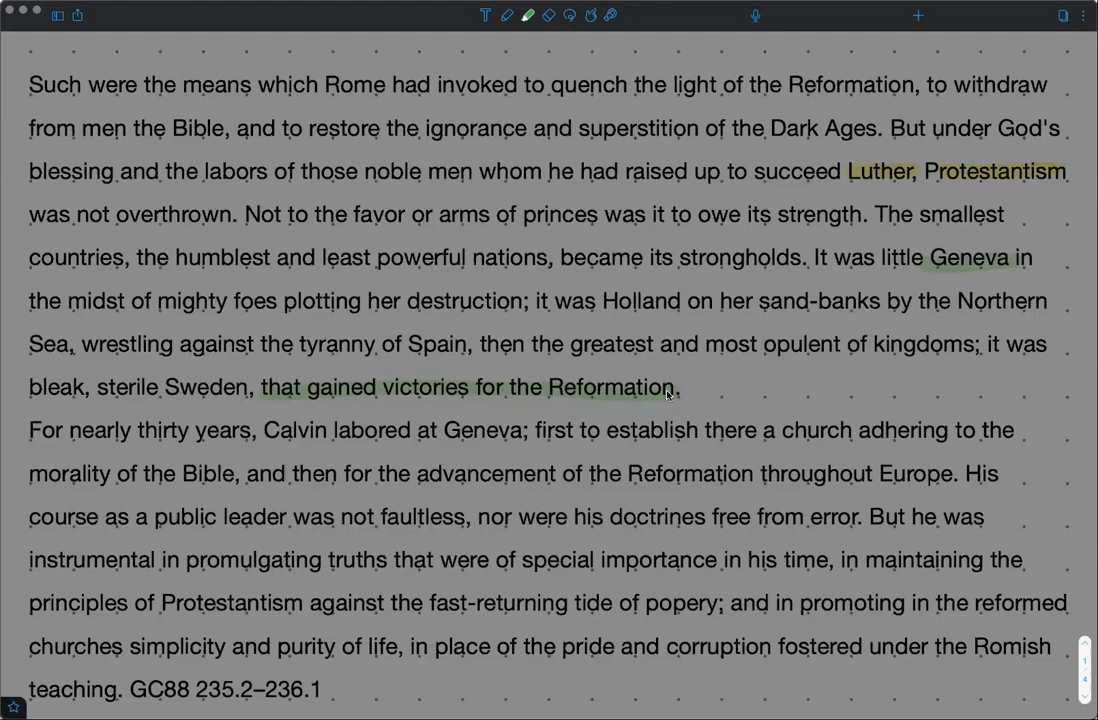 Such were the means which Rome had invoked to quench the light of the Reformation, to withdraw
from men the Bible, and to restore the ignorance and superstition of the Dark Ages. But under God's
blessing and the labors of those noble men whom he had raised up to succeed Luther, Protestantism
was not overthrown. Not to the favor or arms of princes was it to owe its strength. The smallest
countries, the humblest and least powerful nations, became its strongholds. It was little Geneva in
the midst of mighty foes plotting her destruction; it was Holland on her sand-banks by the Northern
Sea, wrestling against the tyranny of Spain, then the greatest and most opulent of kingdoms; it was
bleak, sterile Sweden, that gained victories for the Reformation.
For nearly thirty years, Calvin labored at Geneva; first to establish there a church adhering to the
morality of the Bible, and then for the advancement of the Reformation throughout Europe. His
course as a public leader was not faultless, nor were his doctrines free from error. But he was
instrumental in promulgating truths that were of special importance in his time, in maintaining the
principles of Protestantism against the fast-returning tide of popery; and in promoting in the reformed
churches simplicity and purity of life, in place of the pride and corruption fostered under the Romish
teaching. GC88 235.2–236.1
1
4